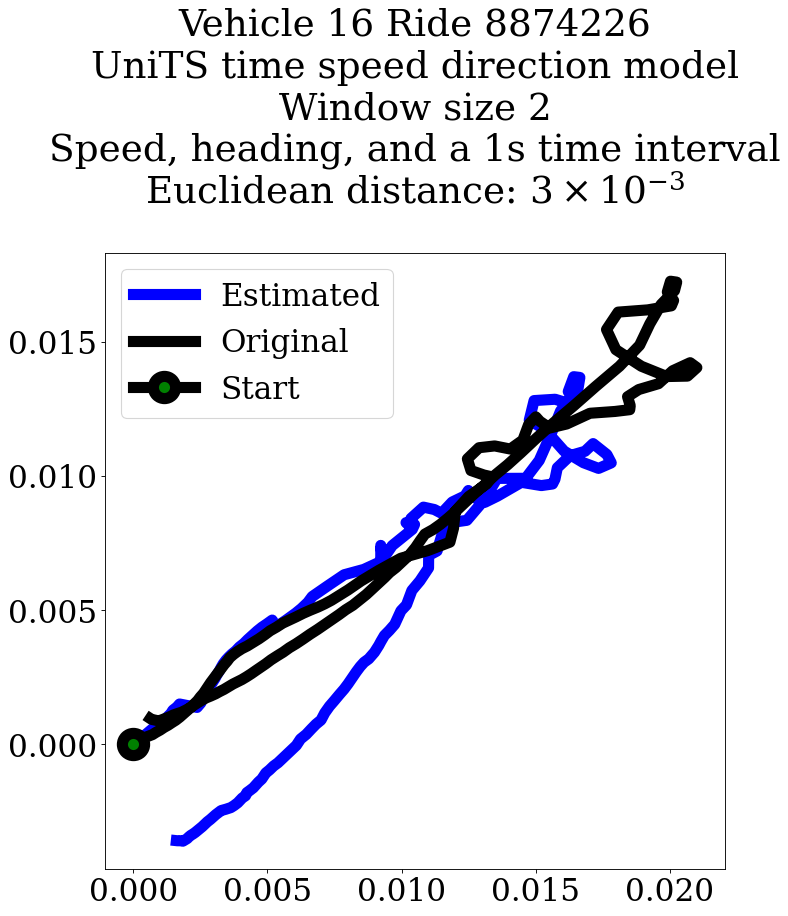 Vehicle 16 Ride 8874226
UniTS time speed direction model
Window size 2
Speed, heading, and a 1s time interval
Euclidean distance: 3 × 10⁻³
Estimated
Original
Start
0.015
0.010
0.005
0.000
0.000 0.005 0.010 0.015 0.020